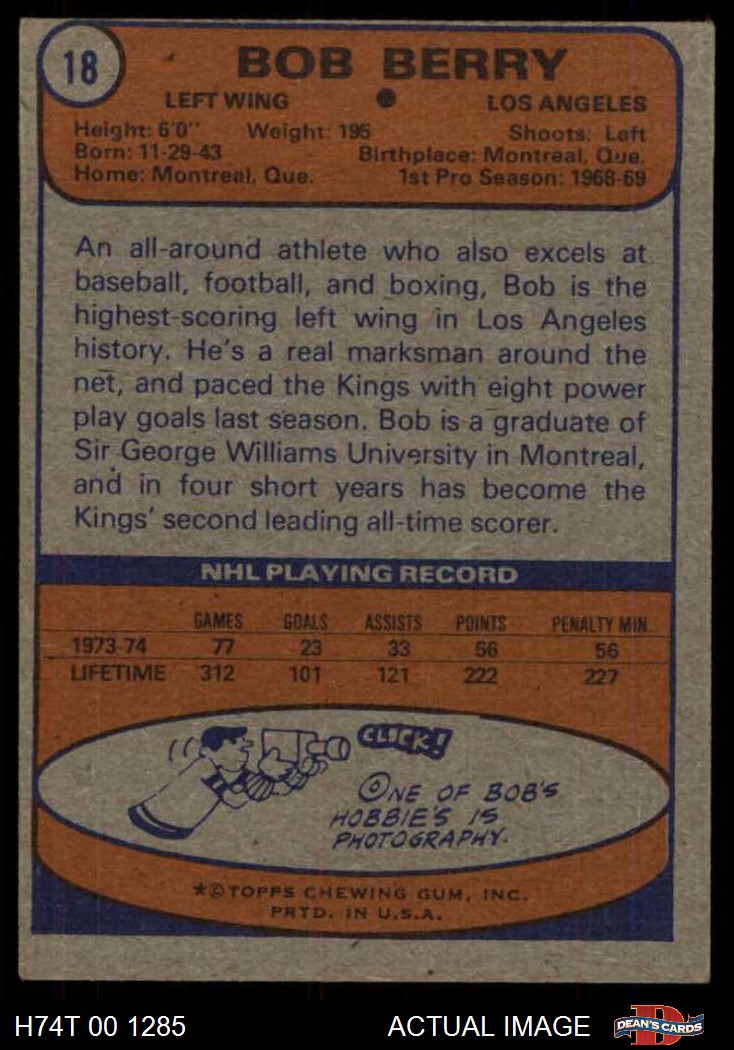 18
BOB BERRY
LEFT WING ● LOS ANGELES
Height: 6'0" Weight: 195 Shoots: Left
Born: 11-29-43 Birthplace: Montreal, Que.
Home: Montreal, Que. 1st Pro Season: 1968-69
An all-around athlete who also excels at
baseball, football, and boxing, Bob is the
highest-scoring left wing in Los Angeles
history. He's a real marksman around the
net, and paced the Kings with eight power
play goals last season. Bob is a graduate of
Sir George Williams University in Montreal,
and in four short years has become the
Kings' second leading all-time scorer.
NHL PLAYING RECORD
GAMES GOALS ASSISTS POINTS PENALTY MIN.
1973-74 77 23 33 56 56
LIFETIME 312 101 121 222 227
CLICK!
ONE OF BOB'S
HOBBIE'S IS
PHOTOGRAPHY.
*©TOPPS CHEWING GUM, INC.
PRTD. IN U.S.A.
H74T 00 1285 ACTUAL IMAGE D DEAN'S CARDS